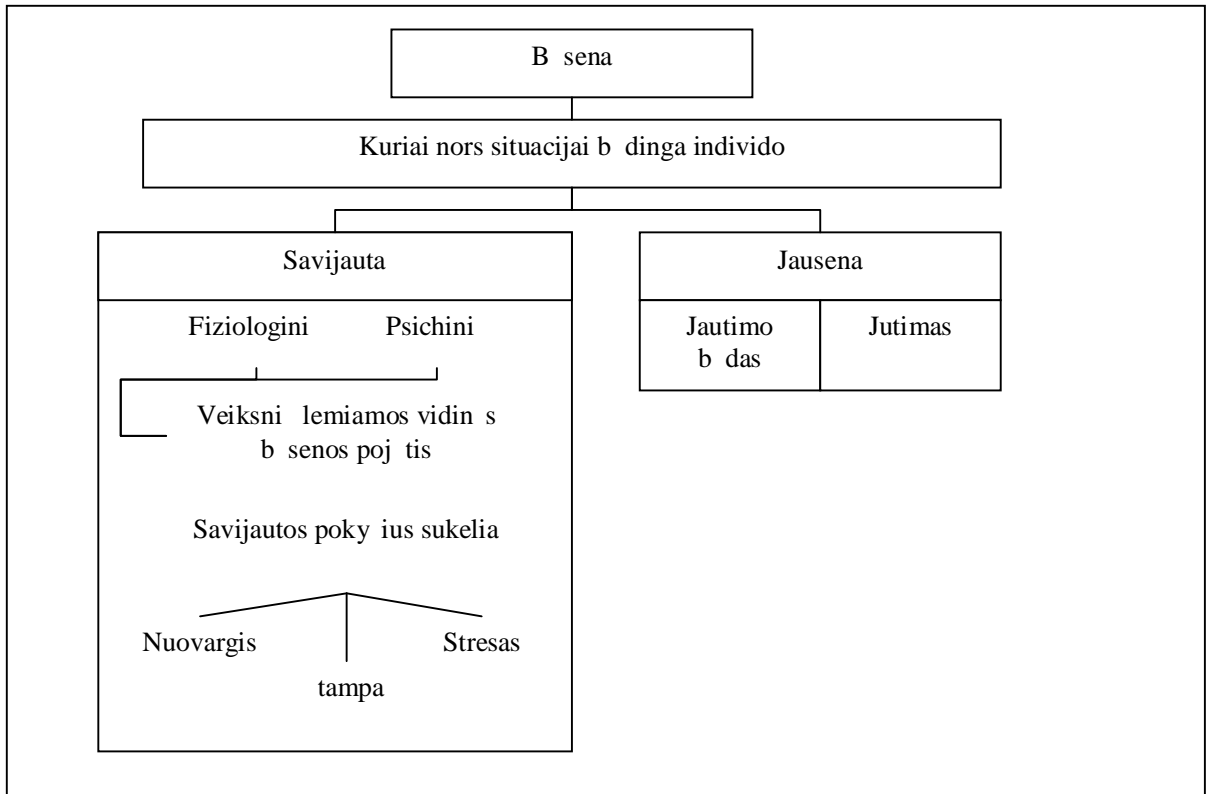 B sena
Kuriai nors situacijai b dinga individo
Savijauta
Jausena
Fiziologini Psichini
Jautimo
b das
Jutimas
Veiksni lemiamos vidin s
b senos poj tis
Savijautos poky ius sukelia
Nuovargis
Stresas
tampa